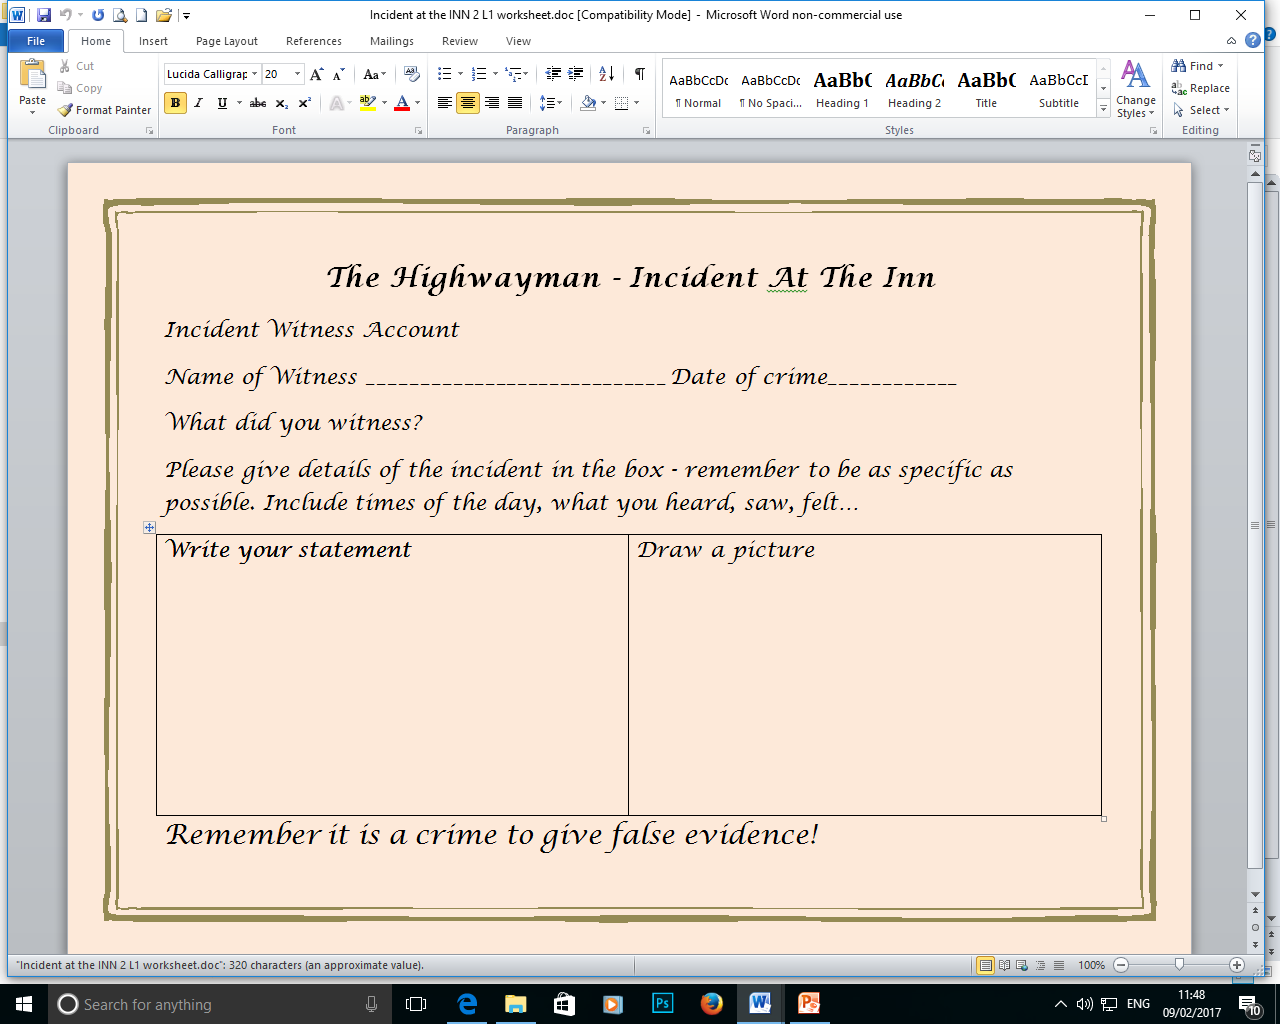 Incident at the INN 2 L1 worksheet.doc [Compatibility Mode] - Microsoft Word non-commercial use
File Home Insert Page Layout References Mailings Review View
Paste
Cut
Copy
Format Painter
Clipboard
Lucida Calligrap 20
Font
Paragraph
AaBbCcDc AaBbCcDc AaBbC AaBbCc AaBbC AaBbCcI
¶ Normal ¶ No Spaci... Heading 1 Heading 2 Title Subtitle
Styles
Change Styles
Find
Replace
Select
Editing
The Highwayman - Incident At The Inn
Incident Witness Account
Name of Witness ___________________________ Date of crime____________
What did you witness?
Please give details of the incident in the box - remember to be as specific as
possible. Include times of the day, what you heard, saw, felt...
Write your statement
Draw a picture
Remember it is a crime to give false evidence!
"Incident at the INN 2 L1 worksheet.doc": 320 characters (an approximate value).
100%
Search for anything
ENG
11:48
09/02/2017
10